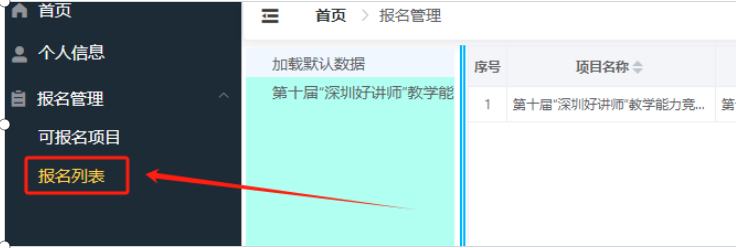 首页
个人信息
报名管理
可报名项目
报名列表
首页 > 报名管理
加载默认数据
第十届“深圳好讲师”教学能
序号 项目名称
1 第十届“深圳好讲师”教学能力竞... 第